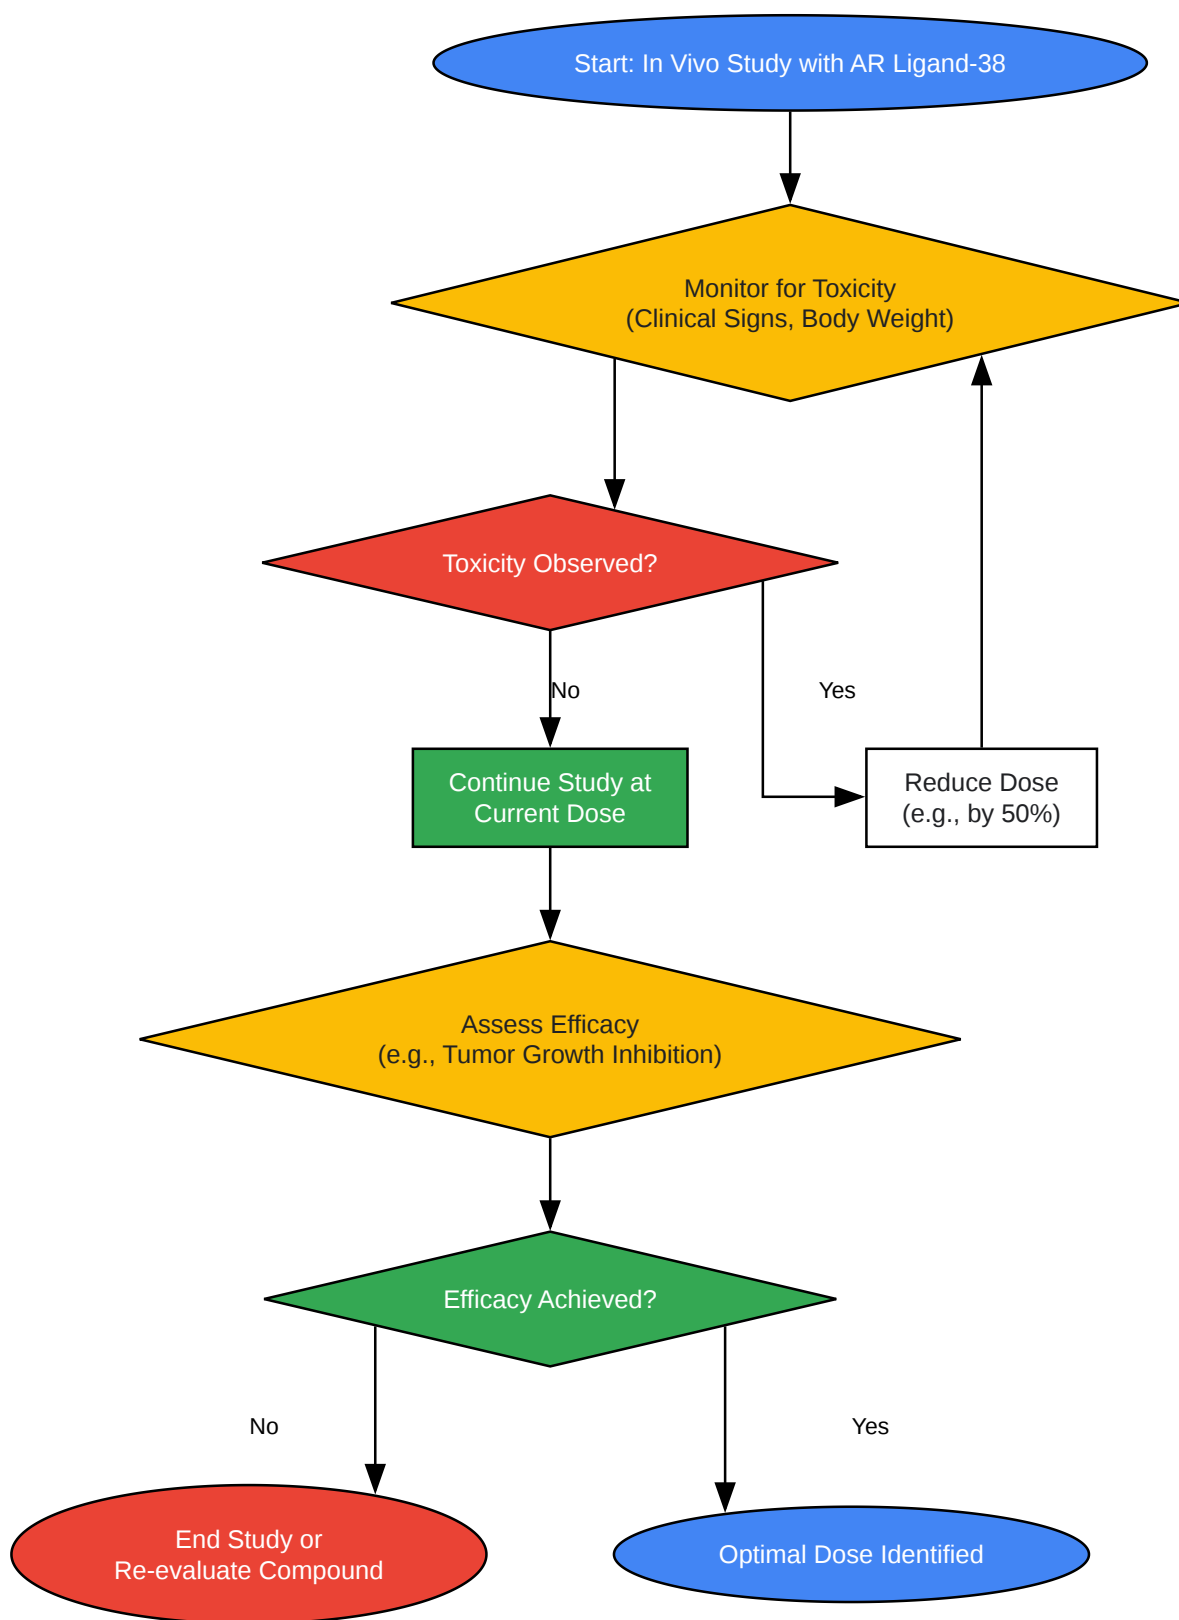 Start: In Vivo Study with AR Ligand-38
Monitor for Toxicity
(Clinical Signs, Body Weight)
Toxicity Observed?
No
Yes
Continue Study at
Current Dose
Reduce Dose
(e.g., by 50%)
Assess Efficacy
(e.g., Tumor Growth Inhibition)
Efficacy Achieved?
No
Yes
End Study or
Re-evaluate Compound
Optimal Dose Identified